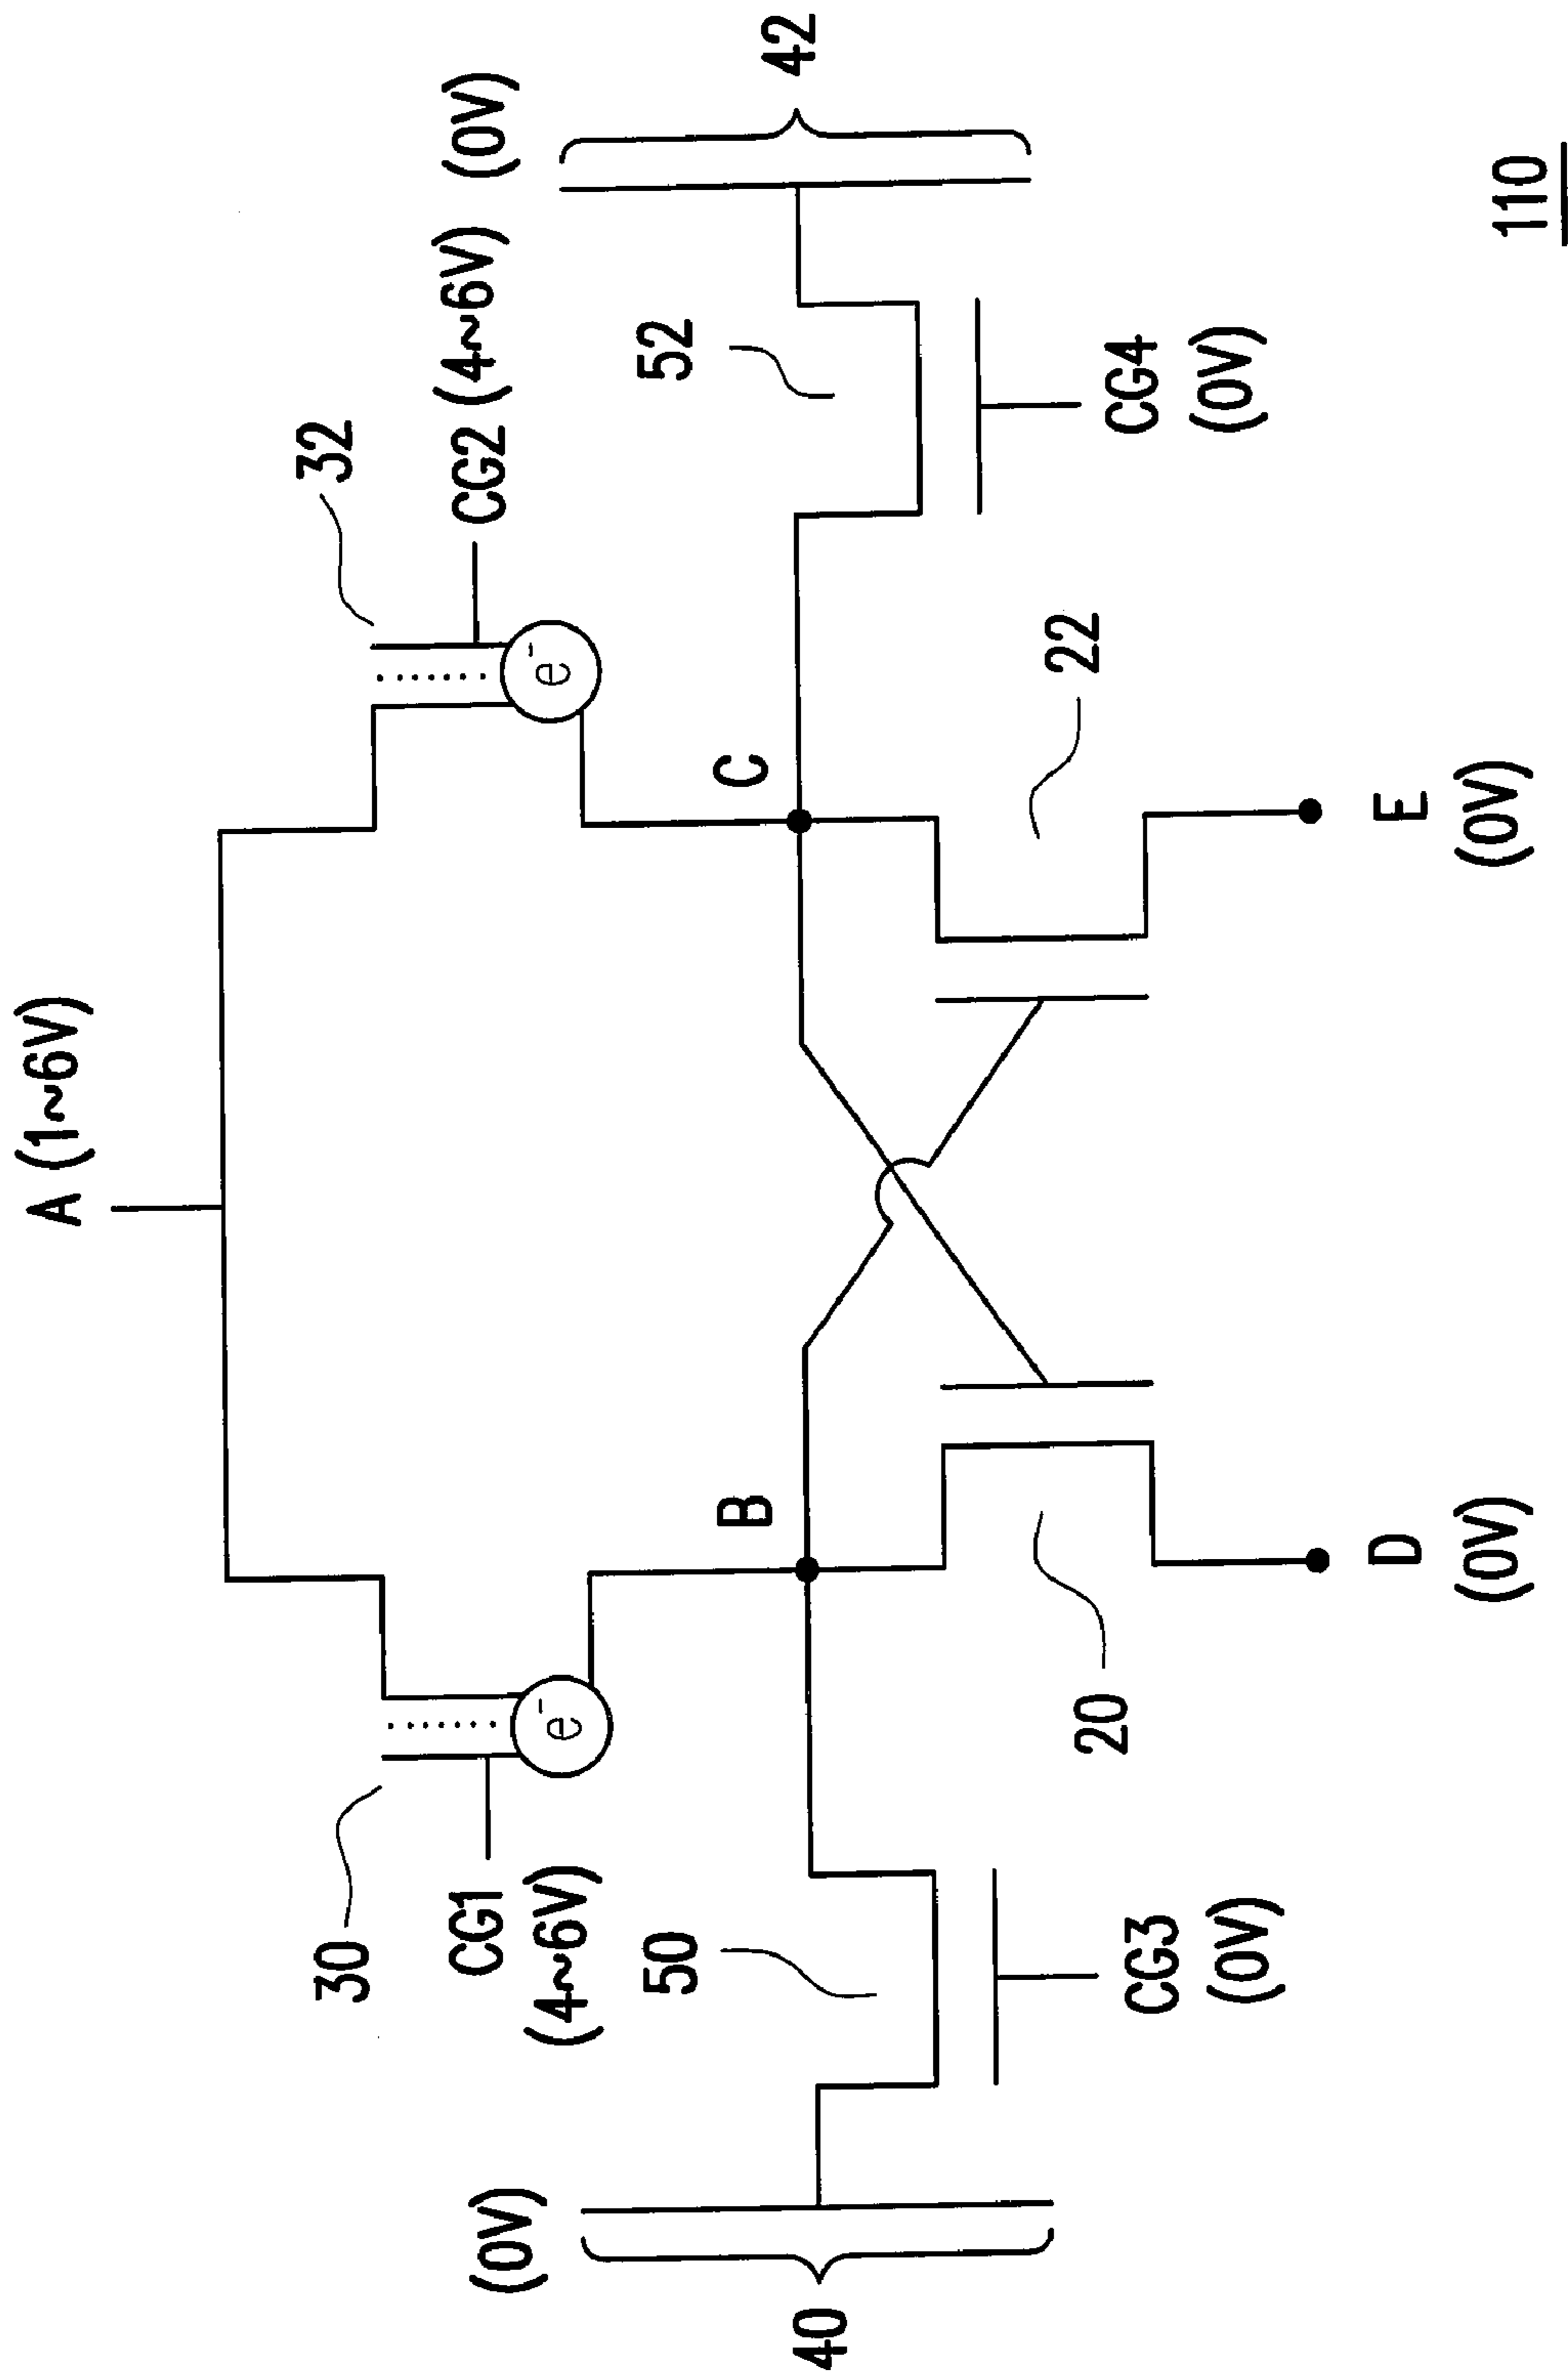 A (1~6V)
32
CG2 (4~6V) (0V)
e⁻
30
CG1
(4~6V)
e⁻
(0V)
B
C
50
52
40
42
20
22
CG3
(0V)
CG4
(0V)
D
(0V)
E
(0V)
110